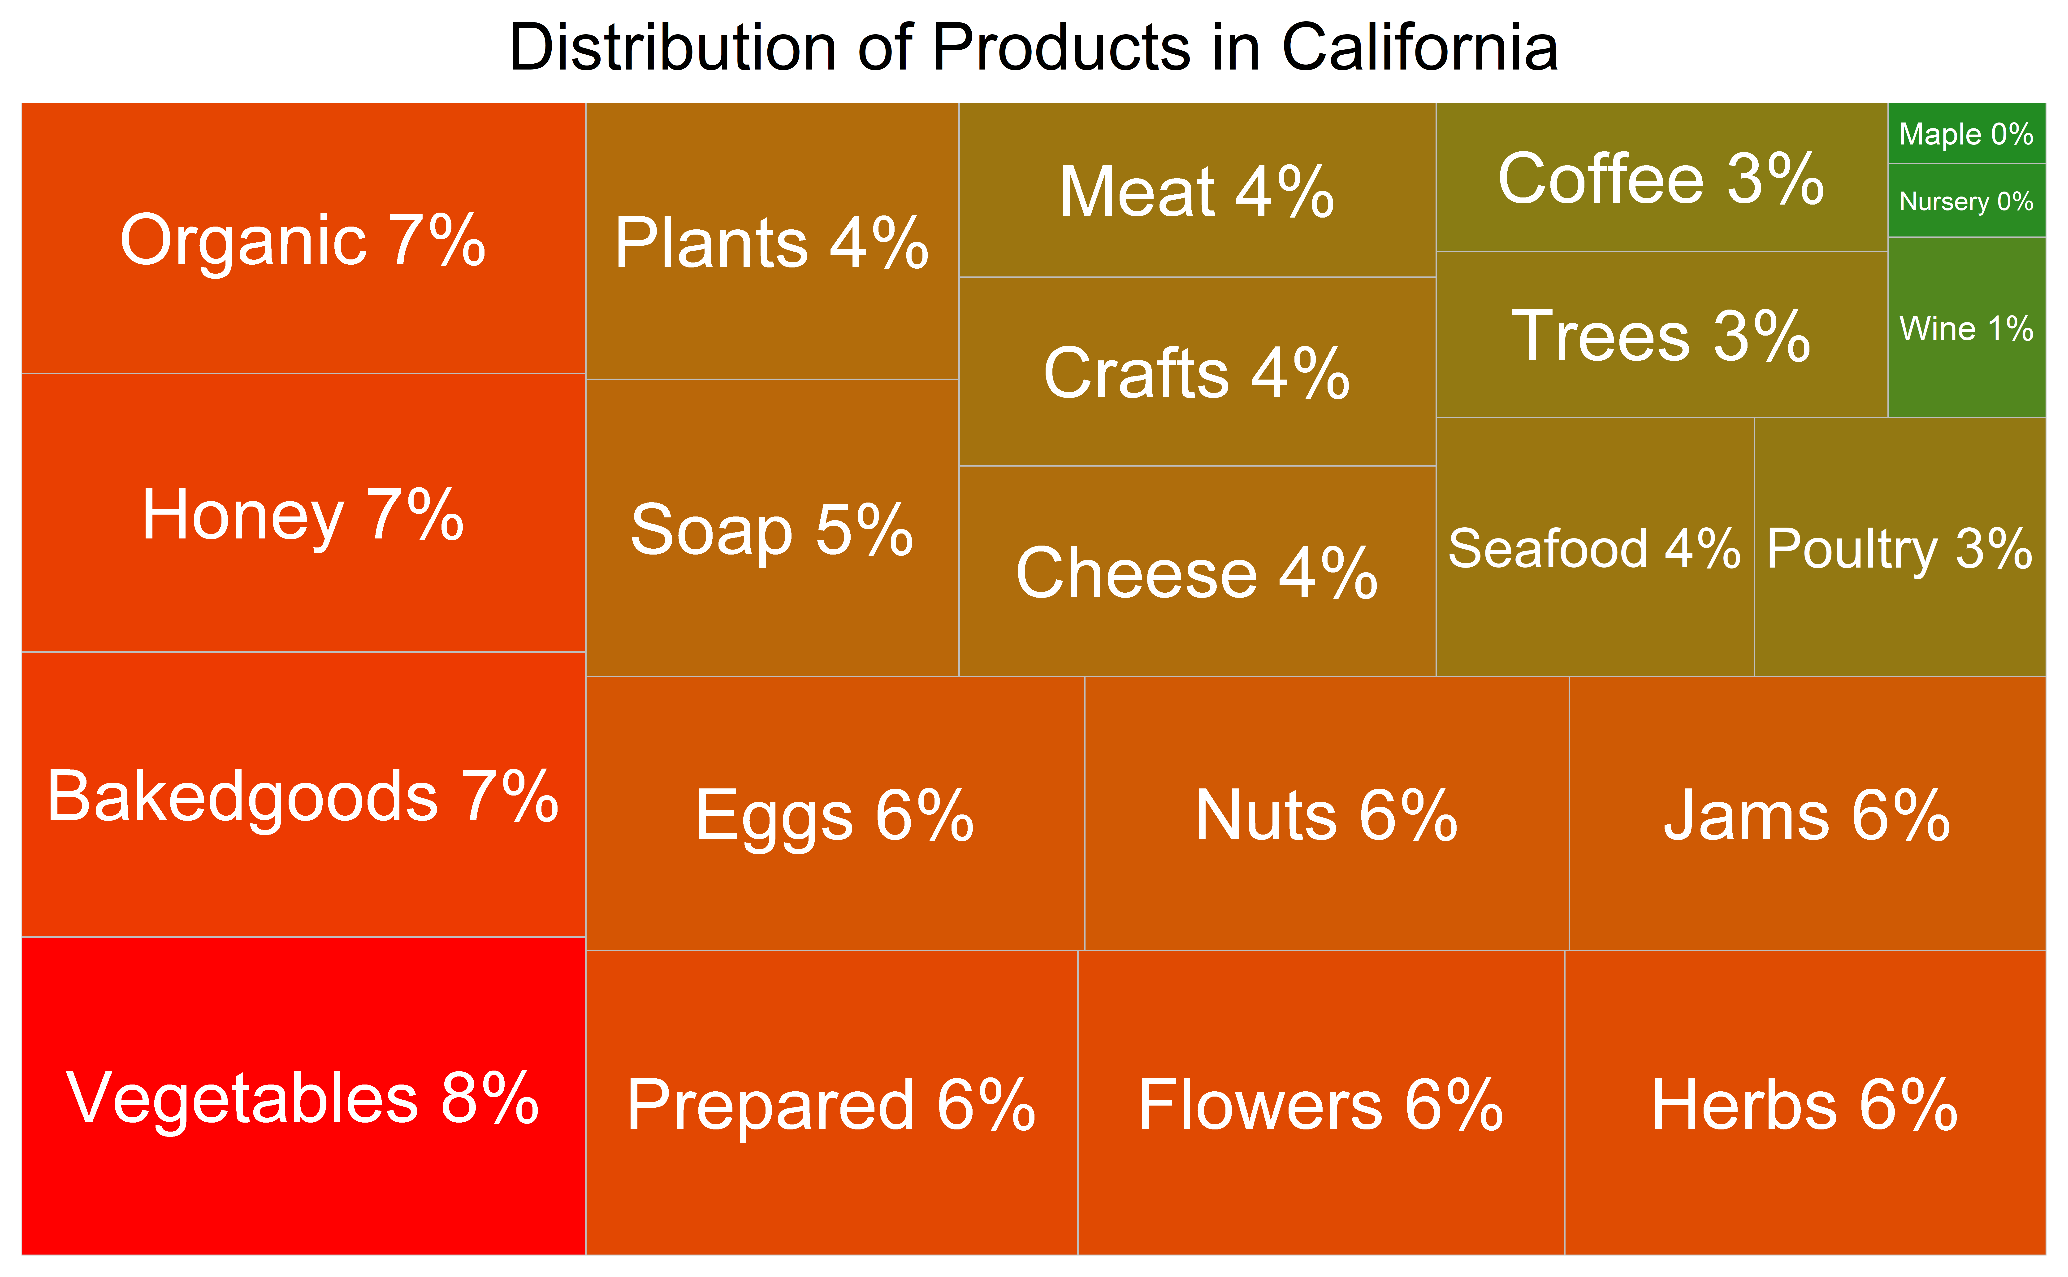 Distribution of Products in California
Organic 7%
Honey 7%
Bakedgoods 7%
Vegetables 8%
Plants 4%
Soap 5%
Meat 4%
Crafts 4%
Cheese 4%
Coffee 3%
Trees 3%
Maple 0%
Nursery 0%
Wine 1%
Seafood 4%
Poultry 3%
Eggs 6%
Nuts 6%
Jams 6%
Prepared 6%
Flowers 6%
Herbs 6%